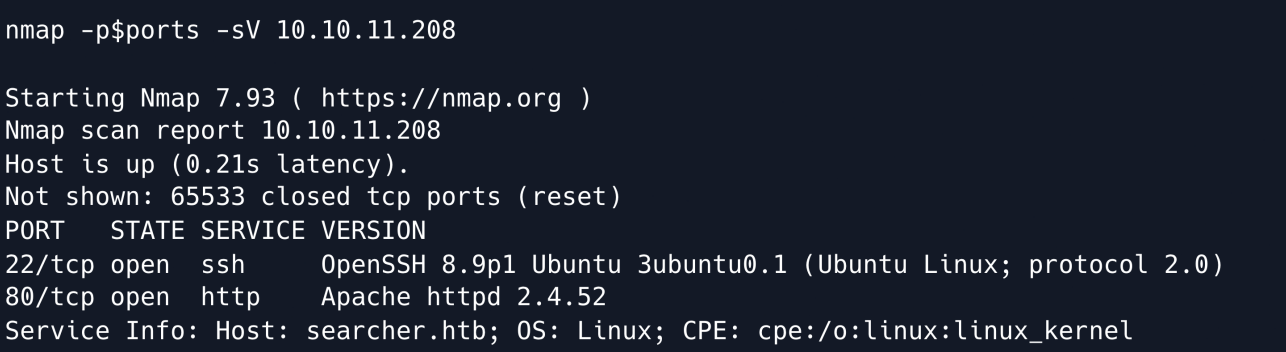 nmap -p$ports -sV 10.10.11.208
Starting Nmap 7.93 ( https://nmap.org )
Nmap scan report 10.10.11.208
Host is up (0.21s latency).
Not shown: 65533 closed tcp ports (reset)
PORT   STATE SERVICE VERSION
22/tcp open  ssh     OpenSSH 8.9p1 Ubuntu 3ubuntu0.1 (Ubuntu Linux; protocol 2.0)
80/tcp open  http    Apache httpd 2.4.52
Service Info: Host: searcher.htb; OS: Linux; CPE: cpe:/o:linux:linux_kernel